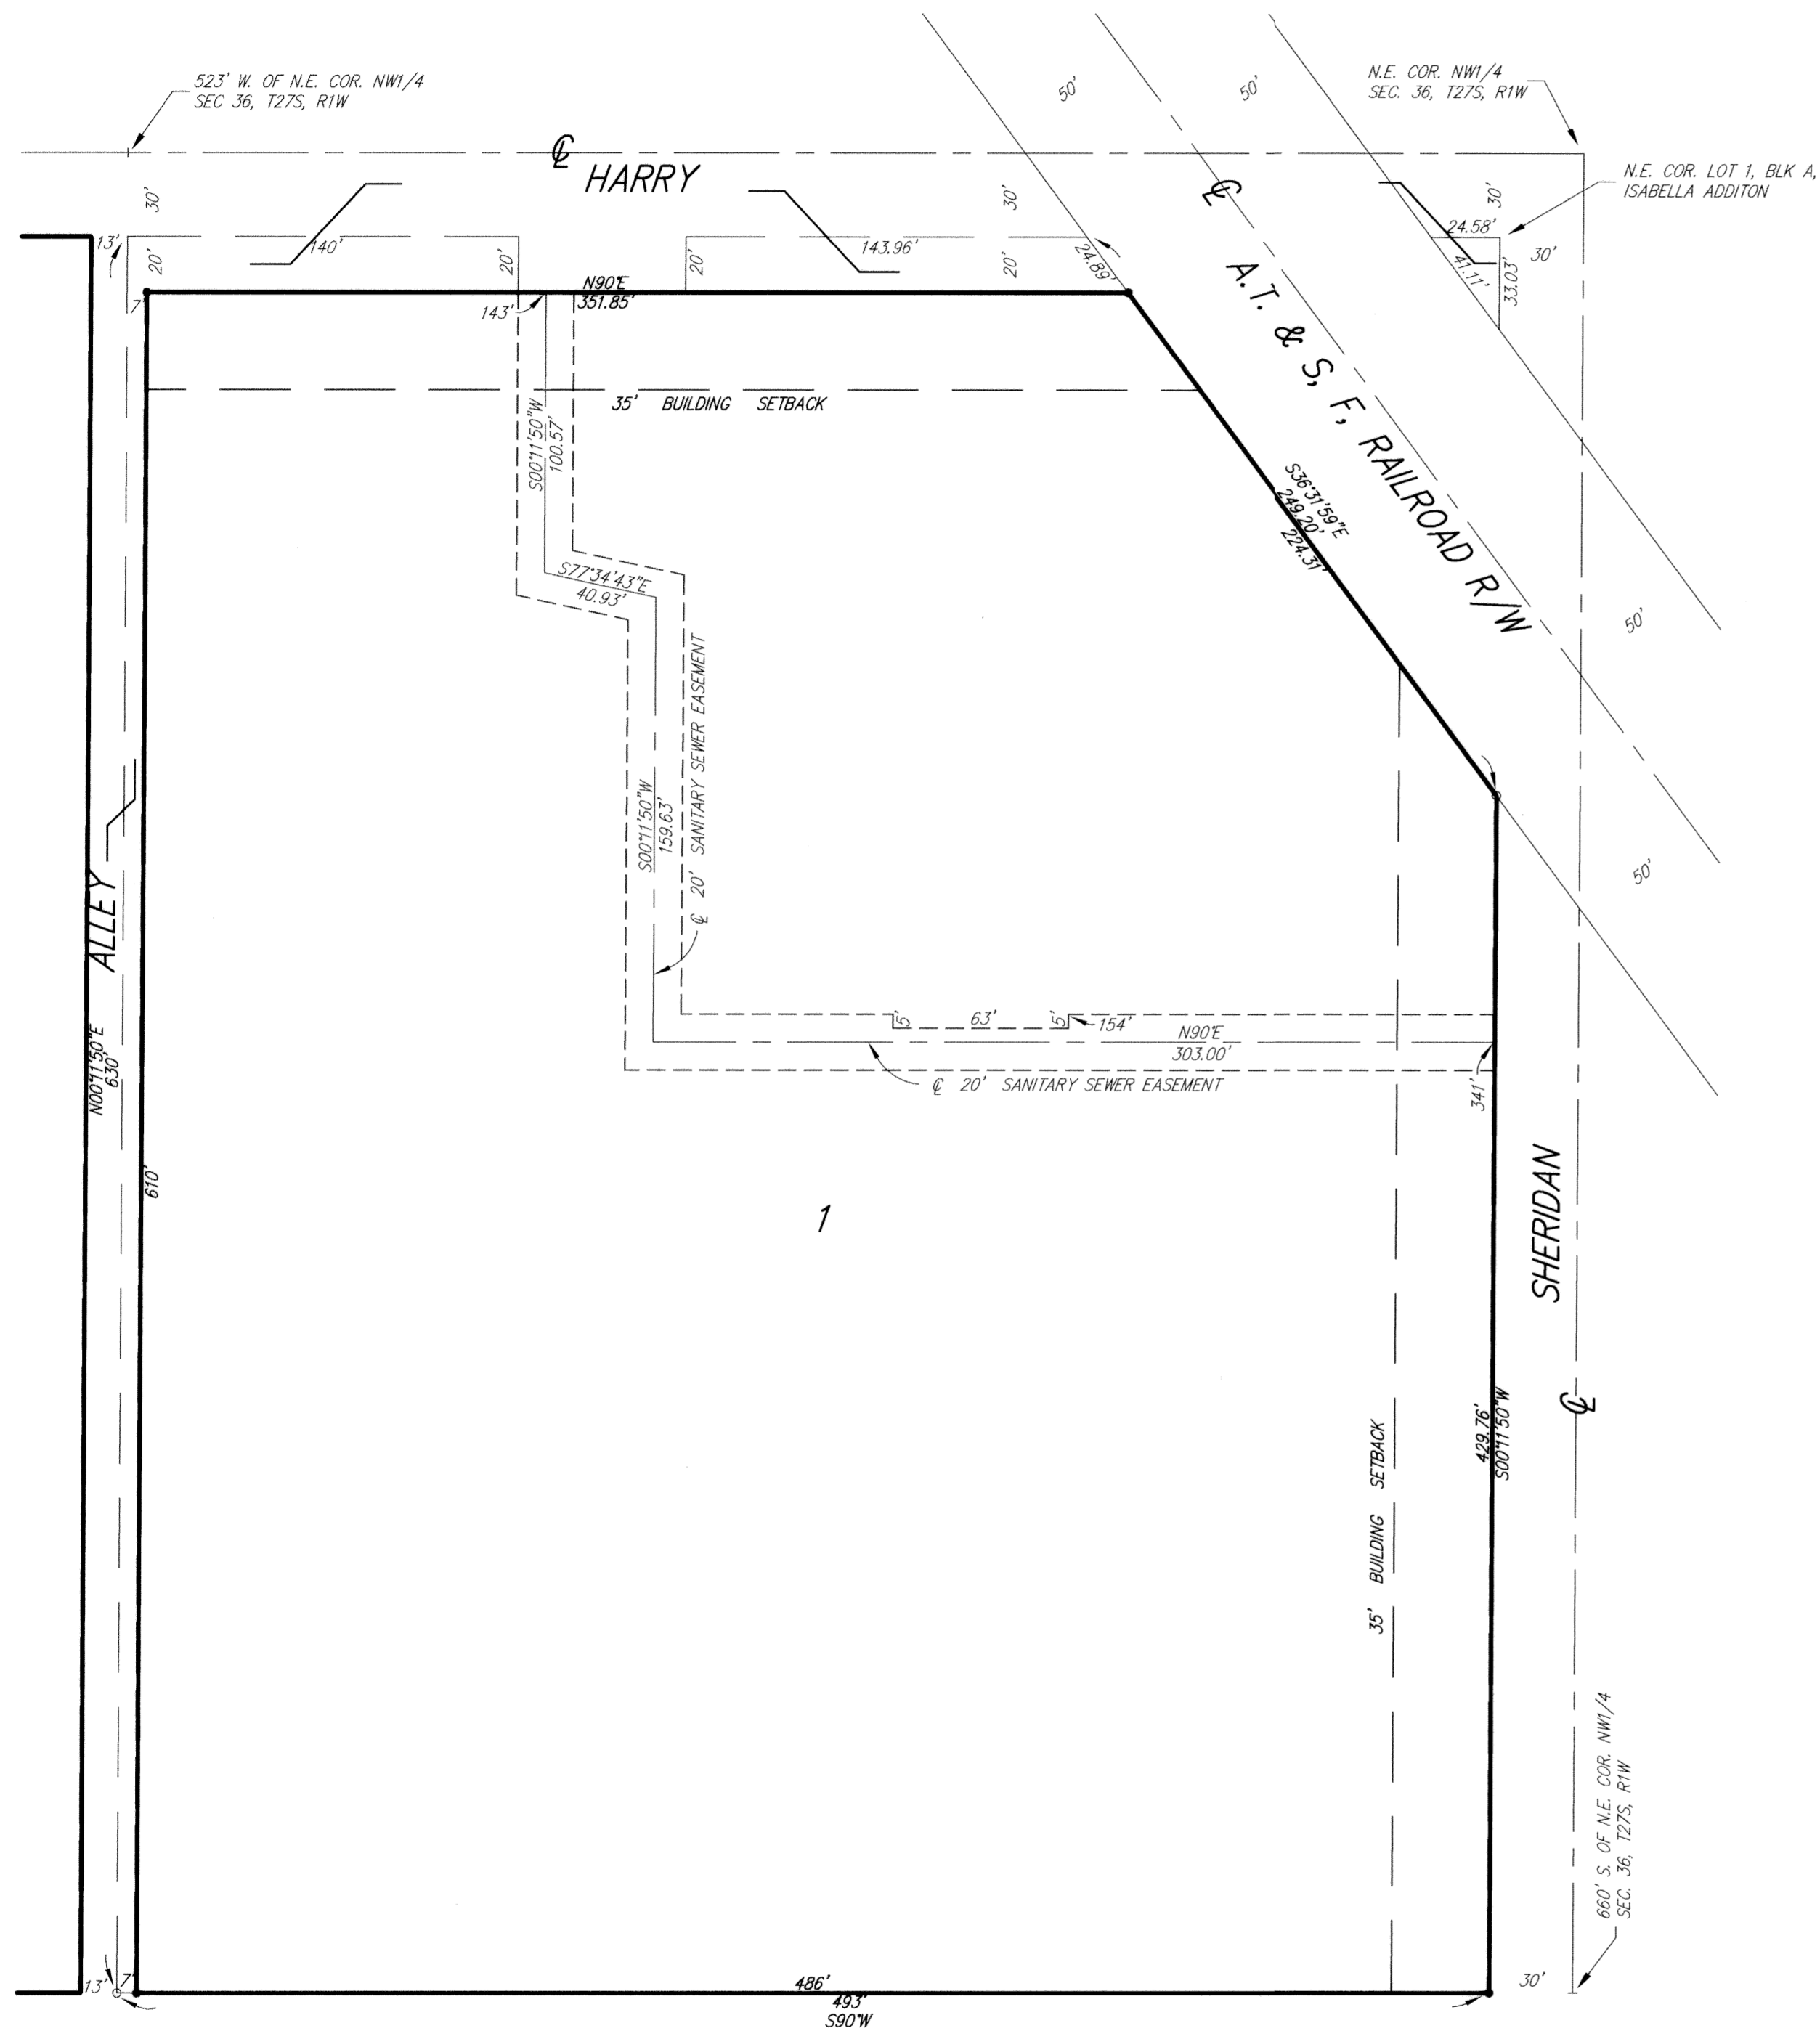 523' W. OF N.E. COR. NW1/4
SEC 36, T27S, R1W
50'
50'
N.E. COR. NW1/4
SEC. 36, T27S, R1W
℄
HARRY
℄
N.E. COR. LOT 1, BLK A,
ISABELLA ADDITON
30'
30'
30'
24.58'
30'
13'
20'
140'
20'
20'
143.96'
20'
24.89'
41.11'
33.03'
7'
143'
N90°E
351.85'
A.T. & S, F, RAILROAD R/W
35' BUILDING SETBACK
S00°11'50"W
100.57'
S36°31'59"E
249.20'
224.31'
S77°34'43"E
40.93'
50'
S00°11'50"W
159.63'
℄ 20' SANITARY SEWER EASEMENT
50'
ALLEY
N00°11'50"E
630'
610'
5'
63'
5'
154'
N90°E
303.00'
℄ 20' SANITARY SEWER EASEMENT
341'
1
SHERIDAN
℄
429.76'
S00°11'50"W
35' BUILDING SETBACK
660' S. OF N.E. COR. NW1/4
SEC. 36, T27S, R1W
13'
7'
486'
493'
S90°W
30'